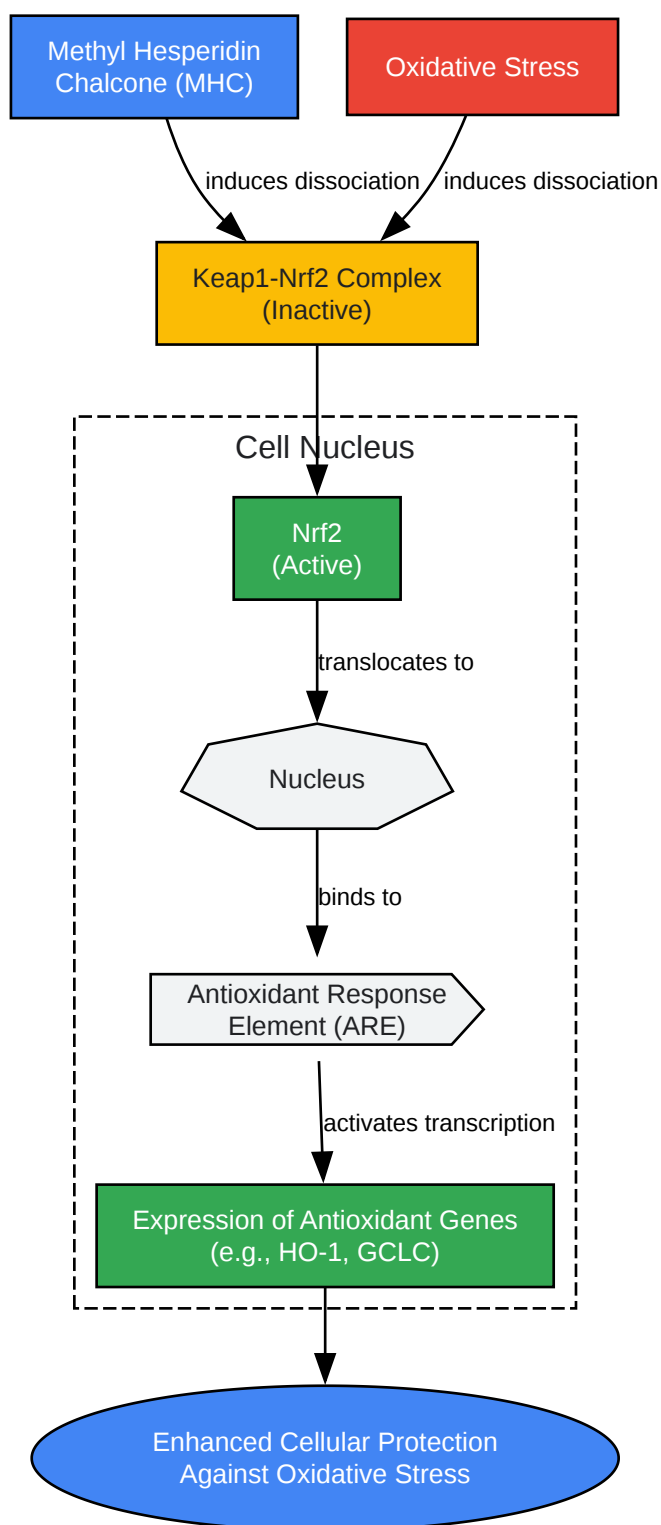 Methyl Hesperidin
Chalcone (MHC)
Oxidative Stress
induces dissociation
induces dissociation
Keap1-Nrf2 Complex
(Inactive)
Cell Nucleus
Nrf2
(Active)
translocates to
Nucleus
binds to
Antioxidant Response
Element (ARE)
activates transcription
Expression of Antioxidant Genes
(e.g., HO-1, GCLC)
Enhanced Cellular Protection
Against Oxidative Stress